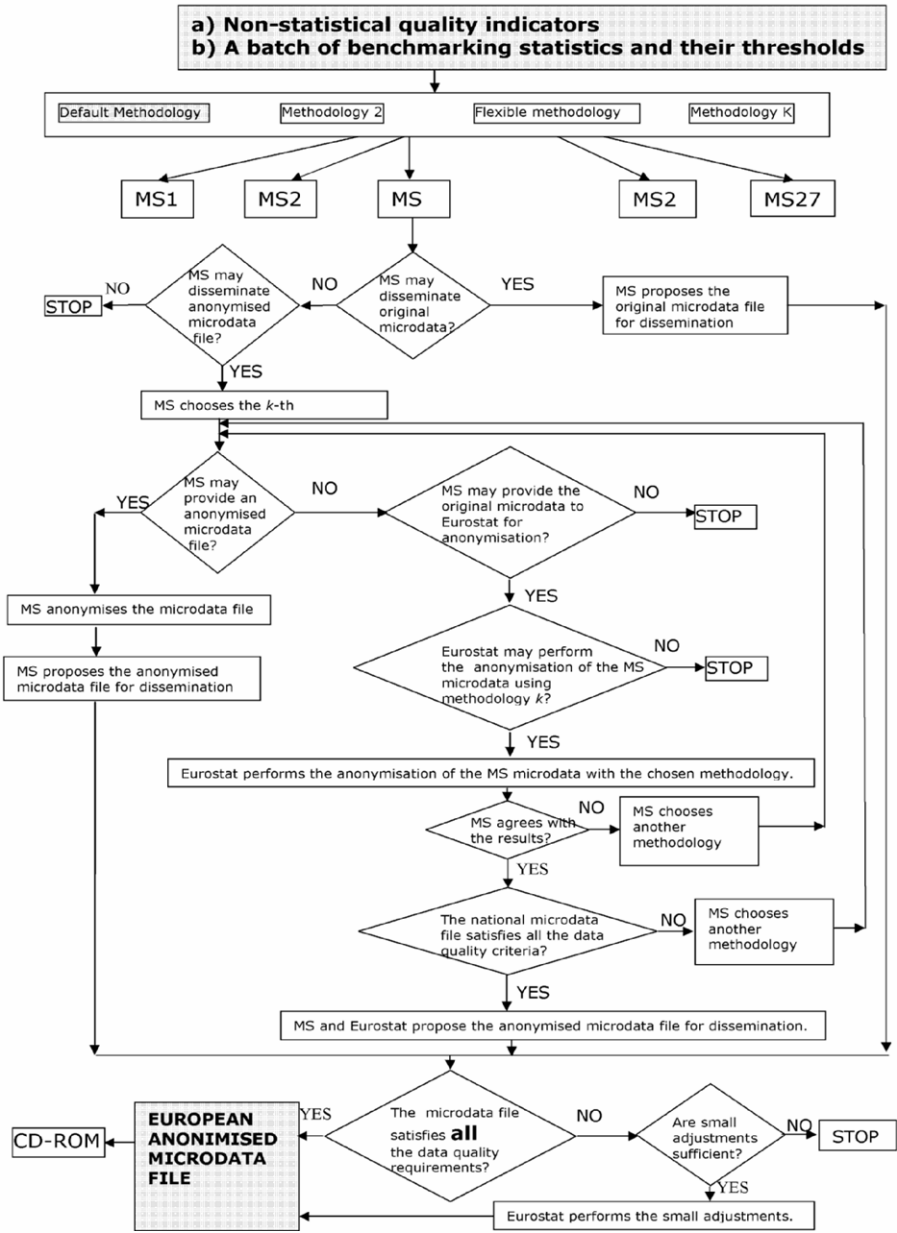 a) Non-statistical quality indicators
b) A batch of benchmarking statistics and their thresholds
Default Methodology
Methodology 2
Flexible methodology
Methodology K
MS1
MS2
MS
MS2
MS27
MS may
disseminate
anonymised
microdata
file?
NO
STOP
NO
MS may
disseminate
original
microdata?
YES
MS proposes the
original microdata file
for dissemination
YES
MS chooses the k-th
MS may
provide an
anonymised
microdata
file?
YES
NO
MS may provide the
original microdata to
Eurostat for
anonymisation?
NO
STOP
MS anonymises the microdata file
YES
MS proposes the anonymised
microdata file for dissemination
Eurostat may perform
the anonymisation of the MS
microdata using
methodology k?
NO
STOP
YES
Eurostat performs the anonymisation of the MS microdata with the chosen methodology.
MS agrees with
the results?
NO
MS chooses
another
methodology
YES
The national microdata
file satisfies all the data
quality criteria?
NO
MS chooses
another
methodology
YES
MS and Eurostat propose the anonymised microdata file for dissemination.
CD-ROM
EUROPEAN
ANONIMISED
MICRODATA
FILE
YES
The microdata file
satisfies all
the data quality
requirements?
NO
Are small
adjustments
sufficient?
NO
STOP
YES
Eurostat performs the small adjustments.